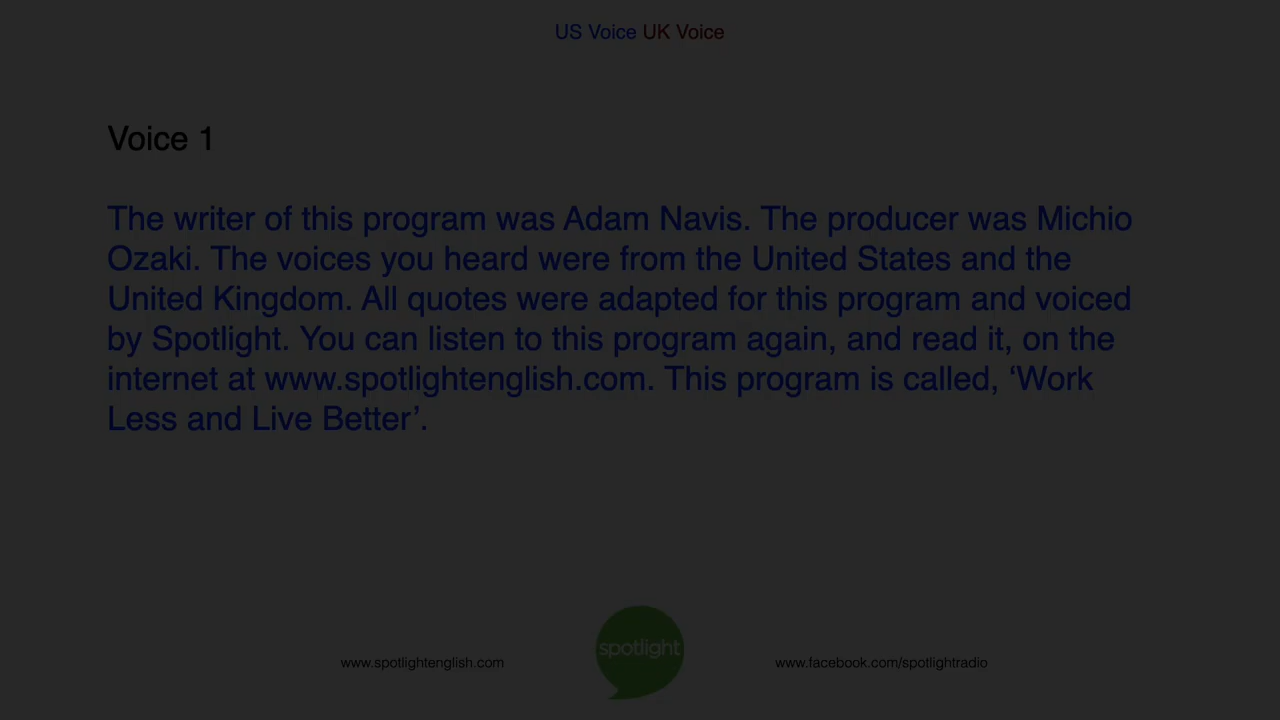 US Voice UK Voice
Voice 1
The writer of this program was Adam Navis. The producer was Michio
Ozaki. The voices you heard were from the United States and the
United Kingdom. All quotes were adapted for this program and voiced
by Spotlight. You can listen to this program again, and read it, on the
internet at www.spotlightenglish.com. This program is called, ‘Work
Less and Live Better’.
spotlight
www.spotlightenglish.com
www.facebook.com/spotlightradio